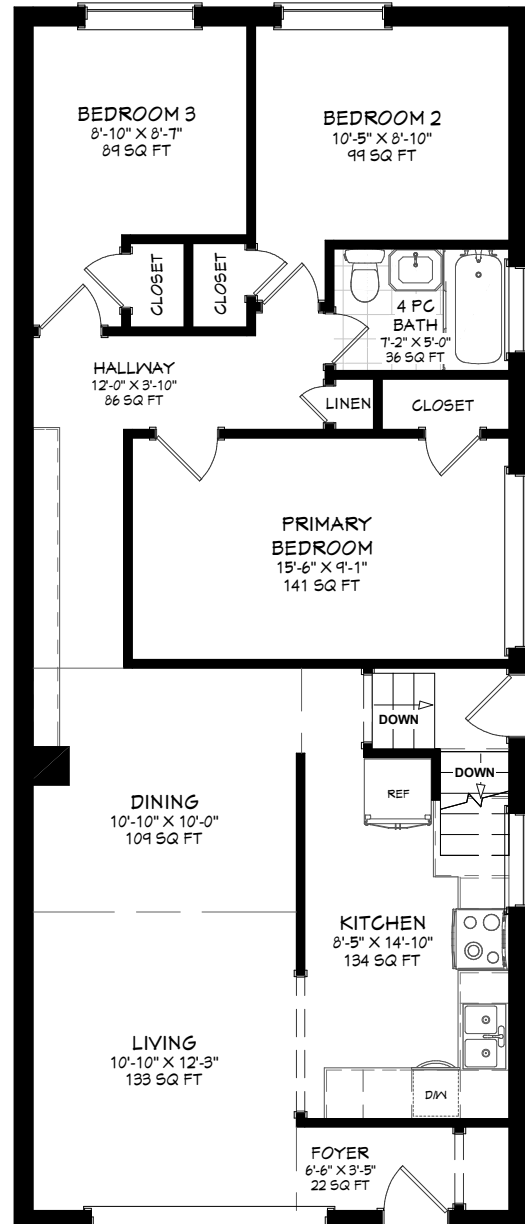 BEDROOM 3
8'-10" X 8'-7"
89 SQ FT
BEDROOM 2
10'-5" X 8'-10"
99 SQ FT
CLOSET
CLOSET
4 PC
BATH
7'-2" X 5'-0"
36 SQ FT
HALLWAY
12'-0" X 3'-10"
86 SQ FT
LINEN
CLOSET
PRIMARY
BEDROOM
15'-6" X 9'-1"
141 SQ FT
DOWN
DOWN
REF
DINING
10'-10" X 10'-0"
109 SQ FT
KITCHEN
8'-5" X 14'-10"
134 SQ FT
LIVING
10'-10" X 12'-3"
133 SQ FT
D/W
FOYER
6'-6" X 3'-5"
22 SQ FT